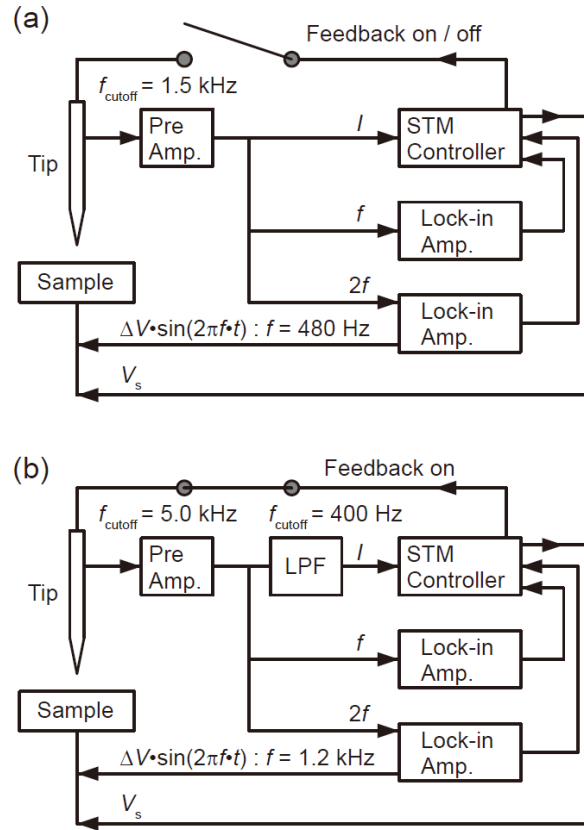 (a)
Feedback on / off
f_cutoff = 1.5 kHz
Tip
Pre
Amp.
I
STM
Controller
f
Lock-in
Amp.
Sample
2f
Lock-in
Amp.
ΔV•sin(2πf•t) : f = 480 Hz
V_s
(b)
Feedback on
f_cutoff = 5.0 kHz
f_cutoff = 400 Hz
Tip
Pre
Amp.
LPF
I
STM
Controller
f
Lock-in
Amp.
Sample
2f
Lock-in
Amp.
ΔV•sin(2πf•t) : f = 1.2 kHz
V_s